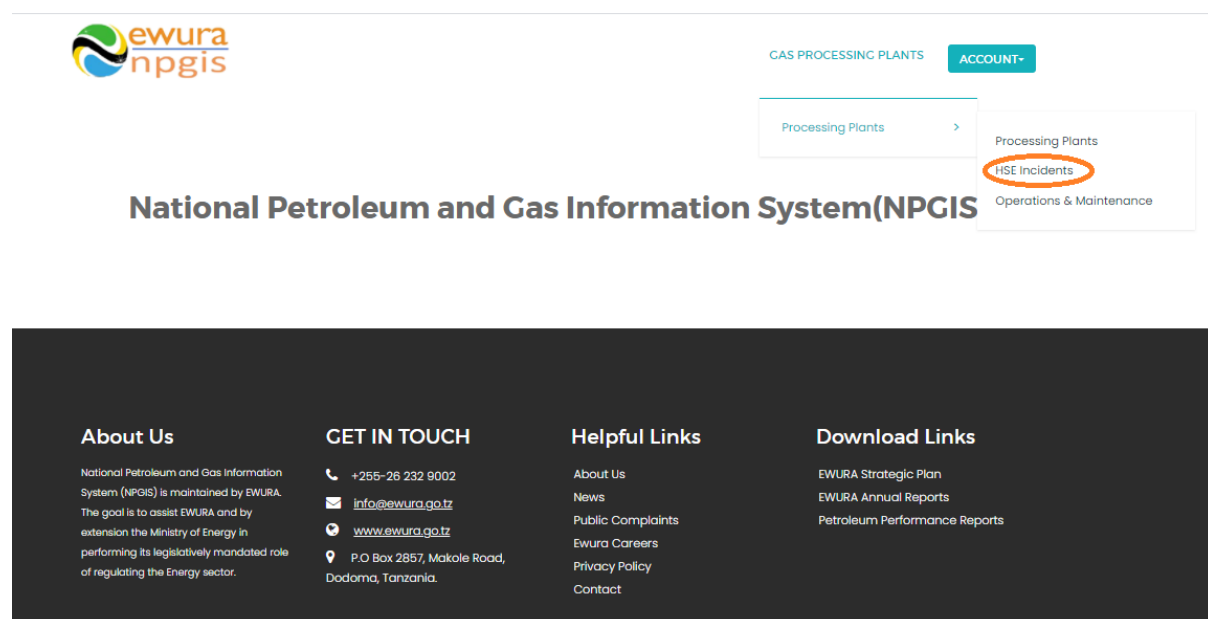 ewura
npgis
GAS PROCESSING PLANTS
ACCOUNT
Processing Plants >
Processing Plants
HSE Incidents
Operations & Maintenance
National Petroleum and Gas Information System(NPGIS
About Us
National Petroleum and Gas Information
System (NPGIS) is maintained by EWURA.
The goal is to assist EWURA and by
extension the Ministry of Energy in
performing its legislatively mandated role
of regulating the Energy sector.
GET IN TOUCH
+255-26 232 9002
info@ewura.go.tz
www.ewura.go.tz
P.O Box 2857, Makole Road,
Dodoma, Tanzania.
Helpful Links
About Us
News
Public Complaints
Ewura Careers
Privacy Policy
Contact
Download Links
EWURA Strategic Plan
EWURA Annual Reports
Petroleum Performance Reports